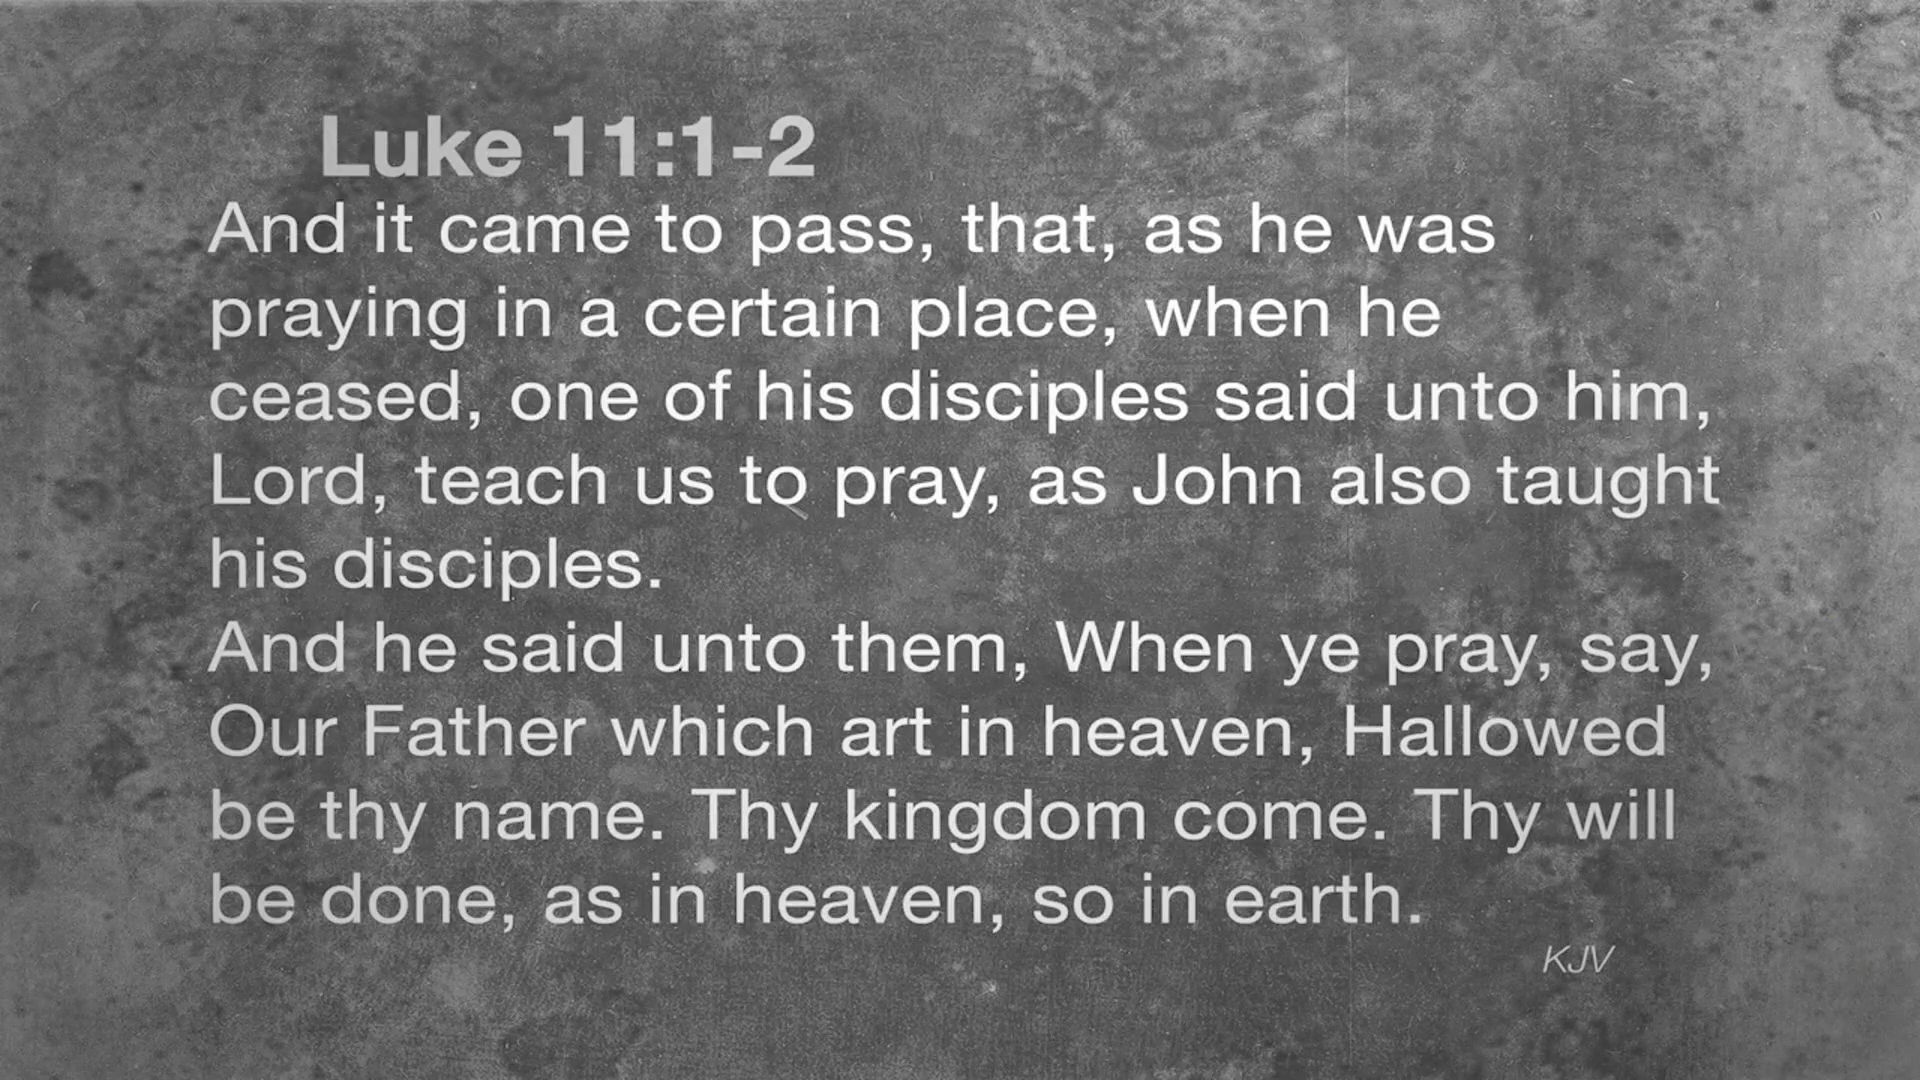 Luke 11:1-2
And it came to pass, that, as he was
praying in a certain place, when he
ceased, one of his disciples said unto him,
Lord, teach us to pray, as John also taught
his disciples.
And he said unto them, When ye pray, say,
Our Father which art in heaven, Hallowed
be thy name. Thy kingdom come. Thy will
be done, as in heaven, so in earth.
KJV